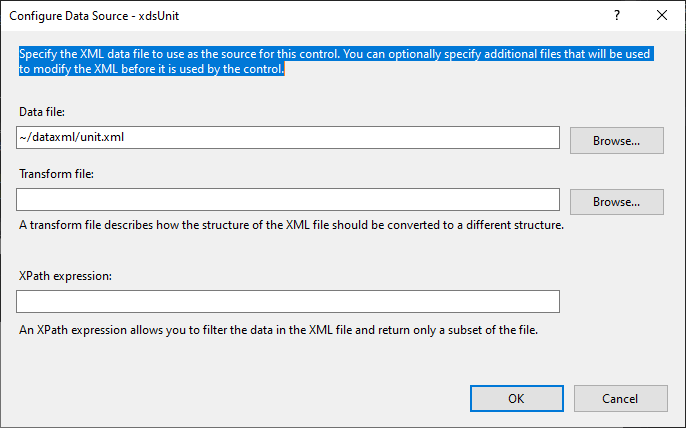 Configure Data Source - xdsUnit
?
Specify the XML data file to use as the source for this control. You can optionally specify additional files that will be used
to modify the XML before it is used by the control.
Data file:
~/dataxml/unit.xml
Browse...
Transform file:
Browse...
A transform file describes how the structure of the XML file should be converted to a different structure.
XPath expression:
An XPath expression allows you to filter the data in the XML file and return only a subset of the file.
OK
Cancel